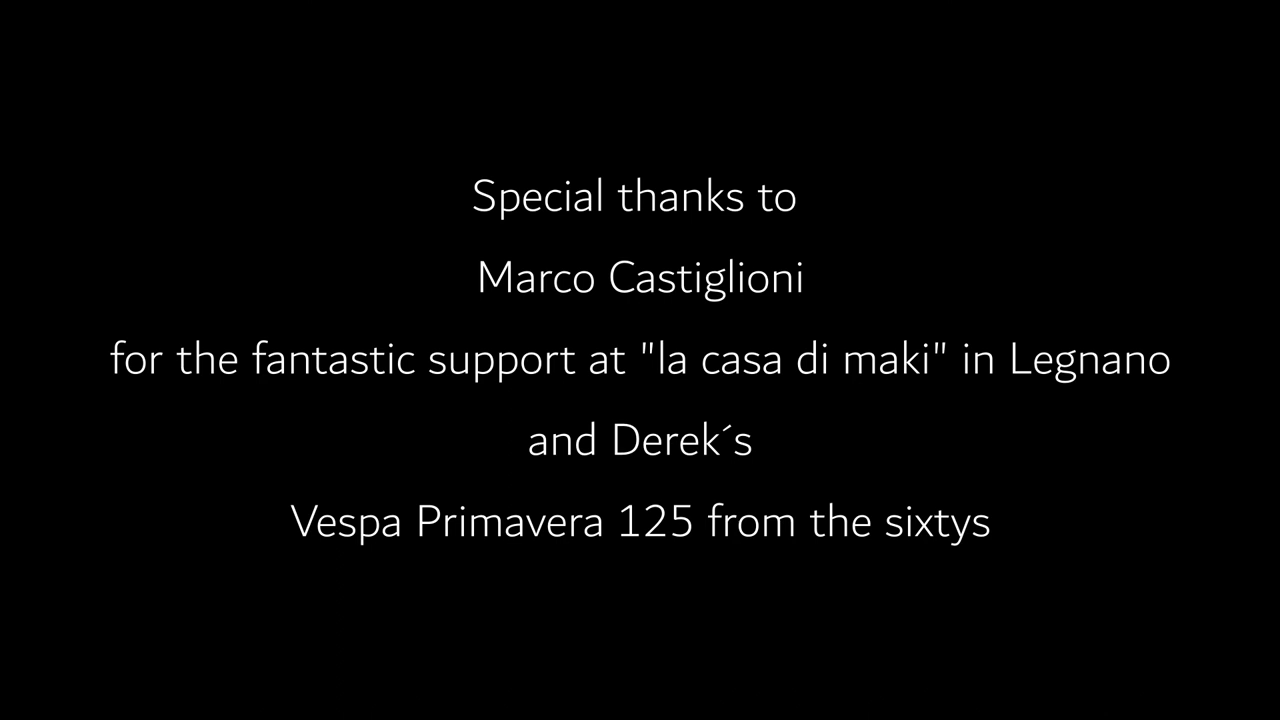 Special thanks to
Marco Castiglioni
for the fantastic support at "la casa di maki" in Legnano
and Derek´s
Vespa Primavera 125 from the sixtys